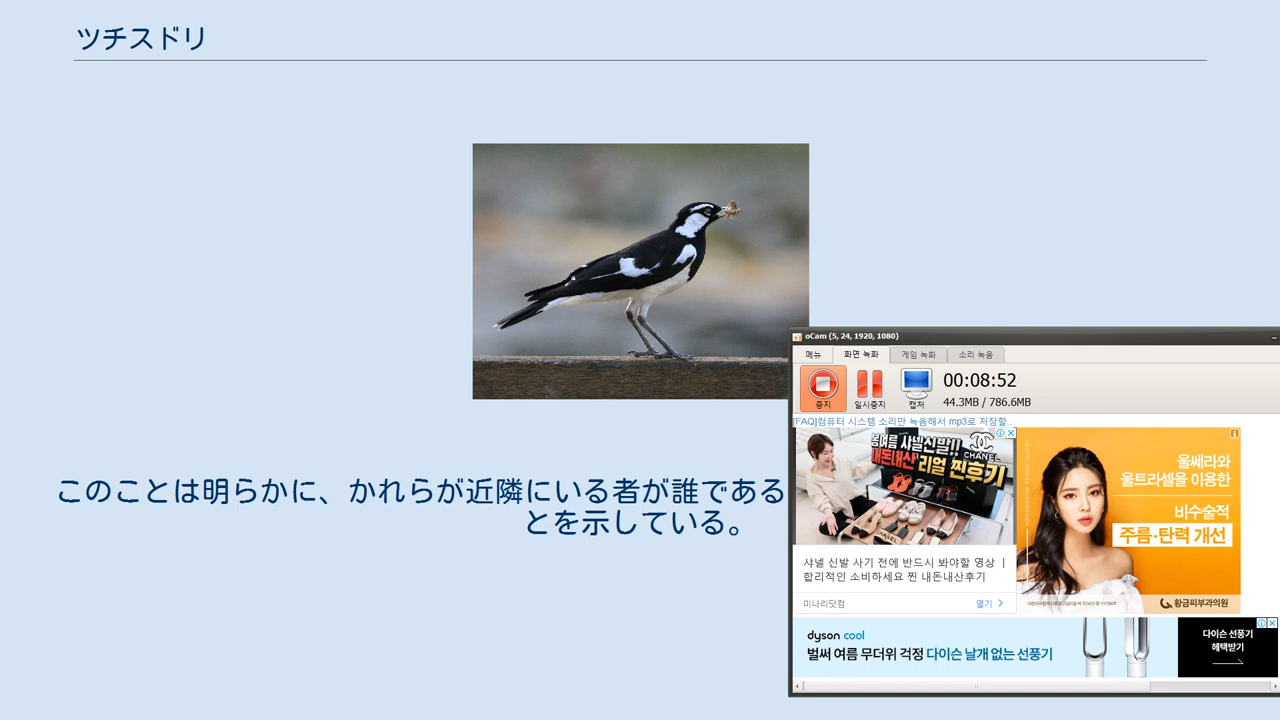 ツチスドリ
このことは明らかに、かれらが近隣にいる者が誰である
とを示している。
oCam (5, 24, 1920, 1080)
메뉴
화면 녹화
게임 녹화
소리 녹음
중지
일시중지
캡처
00:08:52
44.3MB / 786.6MB
[FAQ]컴퓨터 시스템 소리만 녹음해서 mp3로 저장할..
봄여름 샤넬신발!!
내돈내산 리얼 찐후기
CHANEL
샤넬 신발 사기 전에 반드시 봐야할 영상 |
합리적인 소비하세요 찐 내돈내산후기
미나리닷컴
열기
울쎄라와
울트라셀을 이용한
비수술적
주름·탄력 개선
황금피부과의원
dyson cool
벌써 여름 무더위 걱정 다이슨 날개 없는 선풍기
다이슨 선풍기
혜택받기